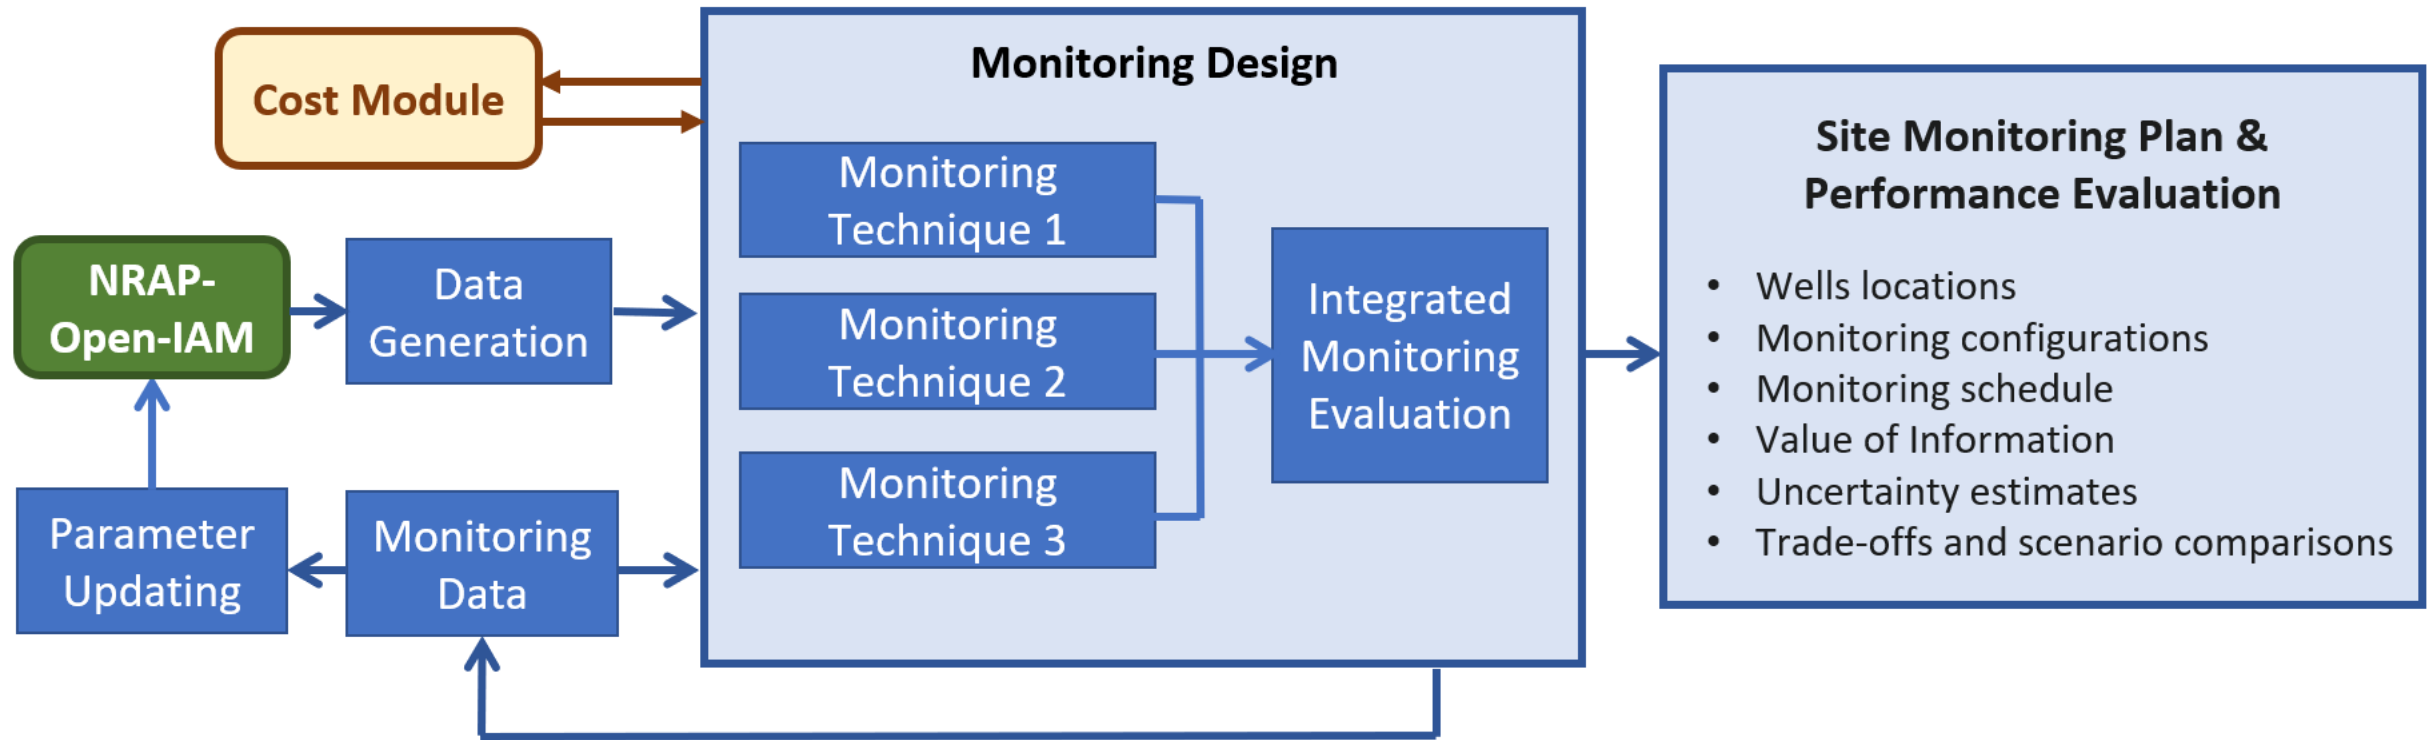 Cost Module
NRAP-
Open-IAM
Data
Generation
Parameter
Updating
Monitoring
Data
Monitoring Design
Monitoring
Technique 1
Monitoring
Technique 2
Monitoring
Technique 3
Integrated
Monitoring
Evaluation
Site Monitoring Plan &
Performance Evaluation
• Wells locations
• Monitoring configurations
• Monitoring schedule
• Value of Information
• Uncertainty estimates
• Trade-offs and scenario comparisons